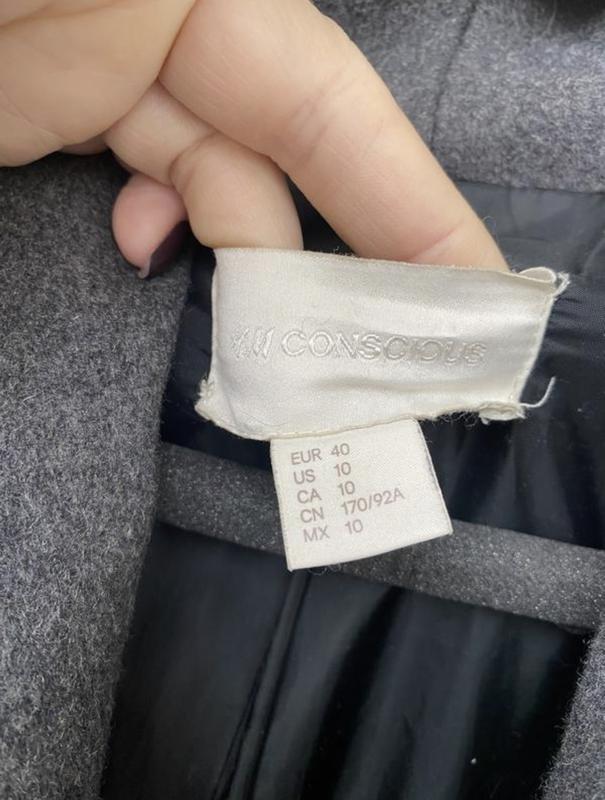 H&M CONSCIOUS
EUR 40
US 10
CA 10
CN 170/92A
MX 10